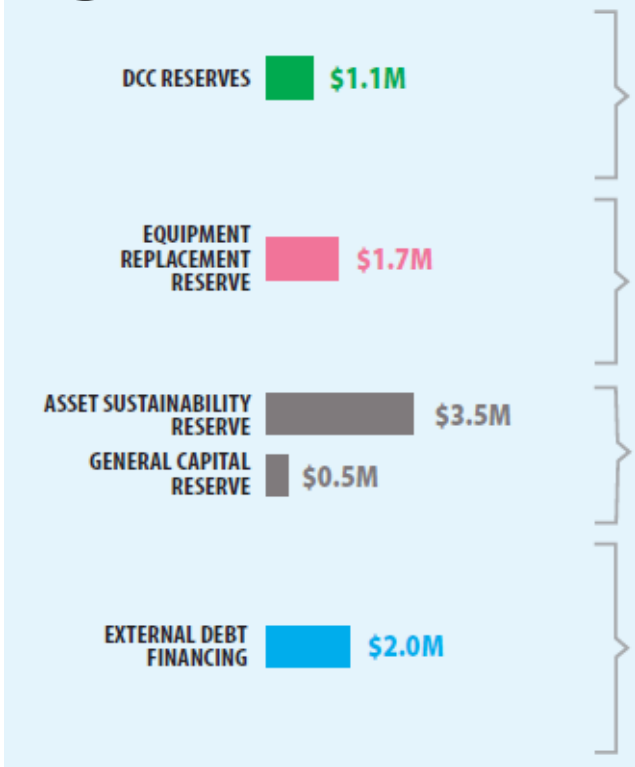 DCC RESERVES $1.1M
EQUIPMENT
REPLACEMENT $1.7M
RESERVE
ASSET SUSTAINABILITY
RESERVE $3.5M
GENERAL CAPITAL
RESERVE $0.5M
EXTERNAL DEBT
FINANCING $2.0M